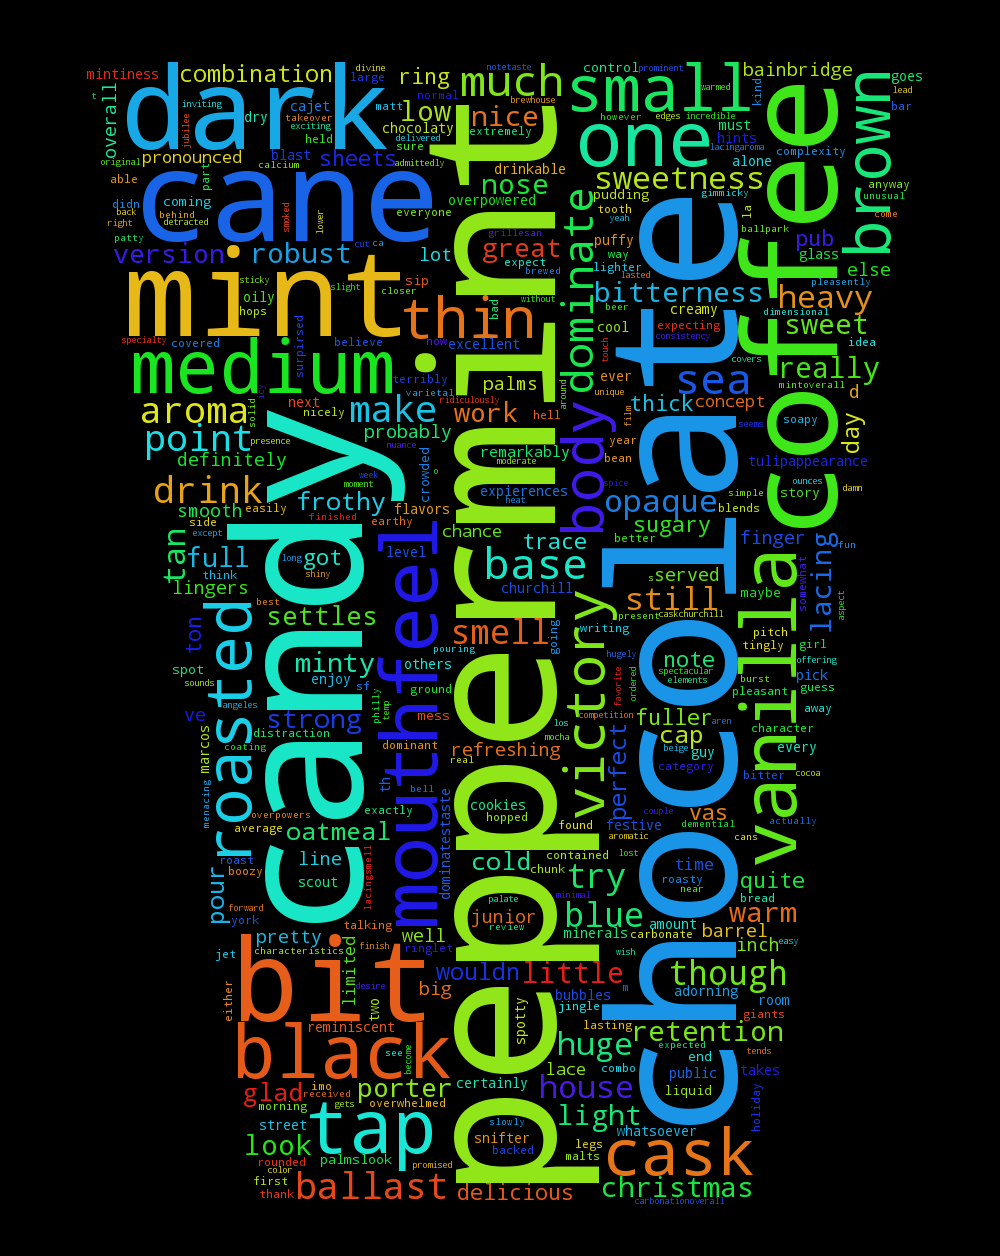 divine
notetaste
control
prominent
mintiness
combination
large
ring
much
small
warmed
bainbridge
goes
t
dark
inviting
cajet
matt
normal
brewhouse
kind
lead
overall
jubilee
takeover
dry
exciting
low
nice
however
edges
incredible
bar
held
chocolaty
delivered
extremely
one
must
hints
brown
original
pronounced
blast
sheets
sure
admittedly
drinkable
lacingaroma
alone
complexity
able
part
calcium
cane
nose
sweetness
coffee
anyway
didn
coming
overpowered
pudding
gimmicky
unusual
back
behind
smoked
lower
everyone
tooth
la
come
right
detracted
yeah
ballpark
patty
grillesan
puffy
pub
version
robust
cut
ca
lot
great
way
glass
mint
sticky
slight
closer
sip
expect
lighter
else
oily
brewed
lasted
pleasently
hops
bad
without
bitterness
heavy
thin
beer
creamy
dimensional
specialty
covered
surpirsed
believe
now
excellent
cool
expecting
sweet
idea
touch
consistency
medium
icy
terribly
varietal
palms
dominate
covers
really
ridiculously
ever
sea
mintoverall
aroma
solid
next
nicely
make
work
hell
around
unique
thick
concept
d
point
presence
probably
nuance
remarkably
year
film
seems
soapy
day
definitely
week
crowded
o
moderate
bean
tulipappearance
drink
moment
expierences
heat
body
spice
ounces
damn
smooth
easily
frothy
flavors
opaque
simple
story
side
finished
earthy
chance
better
sugary
blends
except
tan
full
long
got
level
trace
finger
lacing
fun
think
shiny
base
s
served
maybe
somewhat
lingers
best
churchill
still
aspect
settles
present
caskchurchill
pitch
roasted
candy
mouthfeel
smell
going
writing
tingly
girl
ton
minty
others
pouring
hugely
note
offering
spot
enjoy
sf
ground
favorite
ordered
spectacular
elements
burst
pick
sounds
angeles
philly
temp
pleasant
guess
ve
strong
mess
los
competition
fuller
aren
away
coating
distraction
dominant
refreshing
mocha
victory
cap
beige
guy
character
marcos
real
perfect
category
every
menacing
th
bell
bitter
cocoa
overpowers
exactly
cookies
hopped
couple
vas
demential
vanilla
average
oatmeal
found
festive
aromatic
cans
actually
roast
line
contained
lost
time
boozy
scout
lacingsmell
dominatestaste
cold
chunk
try
roasty
near
quite
pour
forward
palate
minimal
bread
york
talking
junior
review
blue
amount
warm
pretty
finish
well
minerals
carbonate
barrel
jet
characteristics
ringlet
wish
inch
easy
bit
limited
desire
wouldn
little
though
either
two
big
bubbles
m
adorning
room
spotty
jingle
giants
reminiscent
lasting
retention
black
see
become
huge
expected
tends
lace
combo
end
imo
certainly
public
takes
glad
received
porter
house
liquid
morning
gets
overwhelmed
holiday
street
tap
slowly
light
whatsoever
look
snifter
legs
backed
malts
cask
rounded
palmslook
promised
color
first
thank
ballast
delicious
christmas
carbonationoverall
peppermint
chocolate